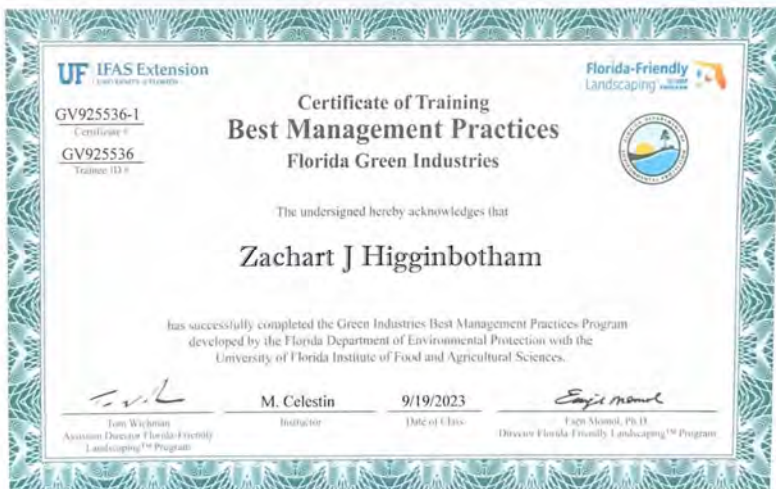 UF IFAS Extension
UNIVERSITY of FLORIDA
Florida-Friendly
Landscaping
PROGRAM
GV925536-1
Certificate #
GV925536
Trainee ID #
Certificate of Training
Best Management Practices
Florida Green Industries
The undersigned hereby acknowledges that
Zachart J Higginbotham
has successfully completed the Green Industries Best Management Practices Program
developed by the Florida Department of Environmental Protection with the
University of Florida Institute of Food and Agricultural Sciences.
M. Celestin
9/19/2023
Tom Wichman
Assistant Director Florida-Friendly
Landscaping™ Program
Instructor
Date of Class
Esen Momol, Ph.D.
Director Florida-Friendly Landscaping™ Program